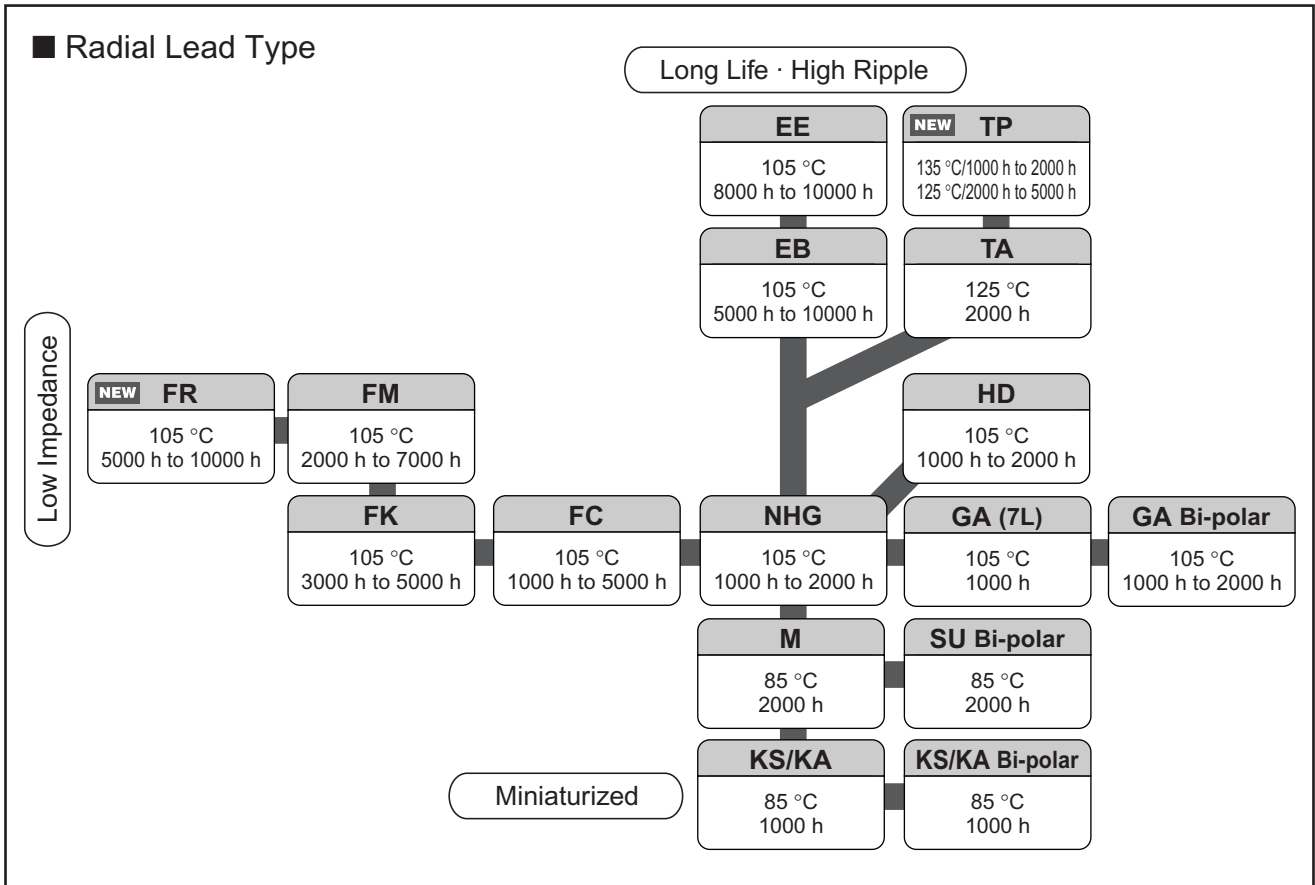 ■ Radial Lead Type
Long Life · High Ripple
EE
105 °C
8000 h to 10000 h
NEW TP
135 °C/1000 h to 2000 h
125 °C/2000 h to 5000 h
EB
105 °C
5000 h to 10000 h
TA
125 °C
2000 h
Low Impedance
NEW FR
105 °C
5000 h to 10000 h
FM
105 °C
2000 h to 7000 h
HD
105 °C
1000 h to 2000 h
FK
105 °C
3000 h to 5000 h
FC
105 °C
1000 h to 5000 h
NHG
105 °C
1000 h to 2000 h
GA (7L)
105 °C
1000 h
GA Bi-polar
105 °C
1000 h to 2000 h
M
85 °C
2000 h
SU Bi-polar
85 °C
2000 h
Miniaturized
KS/KA
85 °C
1000 h
KS/KA Bi-polar
85 °C
1000 h